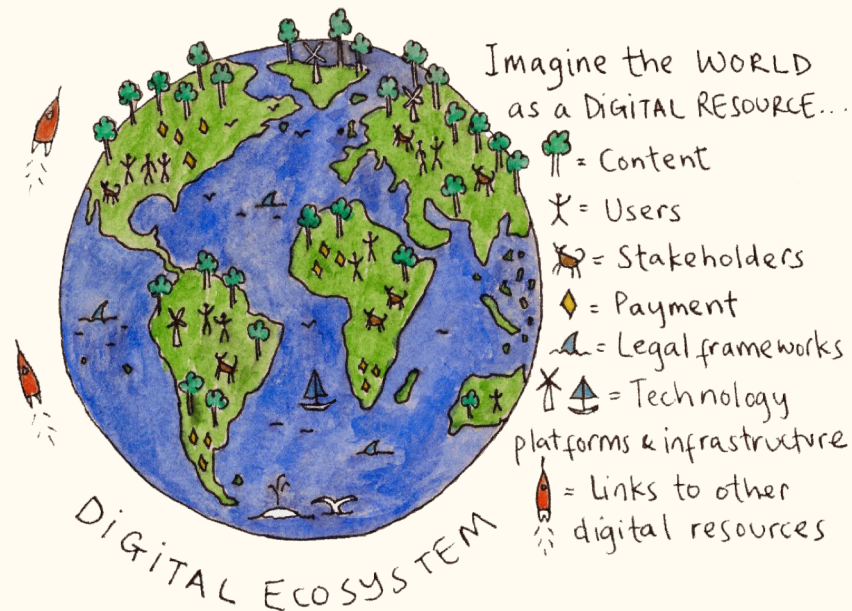 Imagine the WORLD
as a DiGiTAL RESOURCE...
= Content
= Users
= Stakeholders
= Payment
= Legal frameworks
= Technology
platforms & infrastructure
= Links to other
digital resources
DiGiTAL ECOSYSTEM